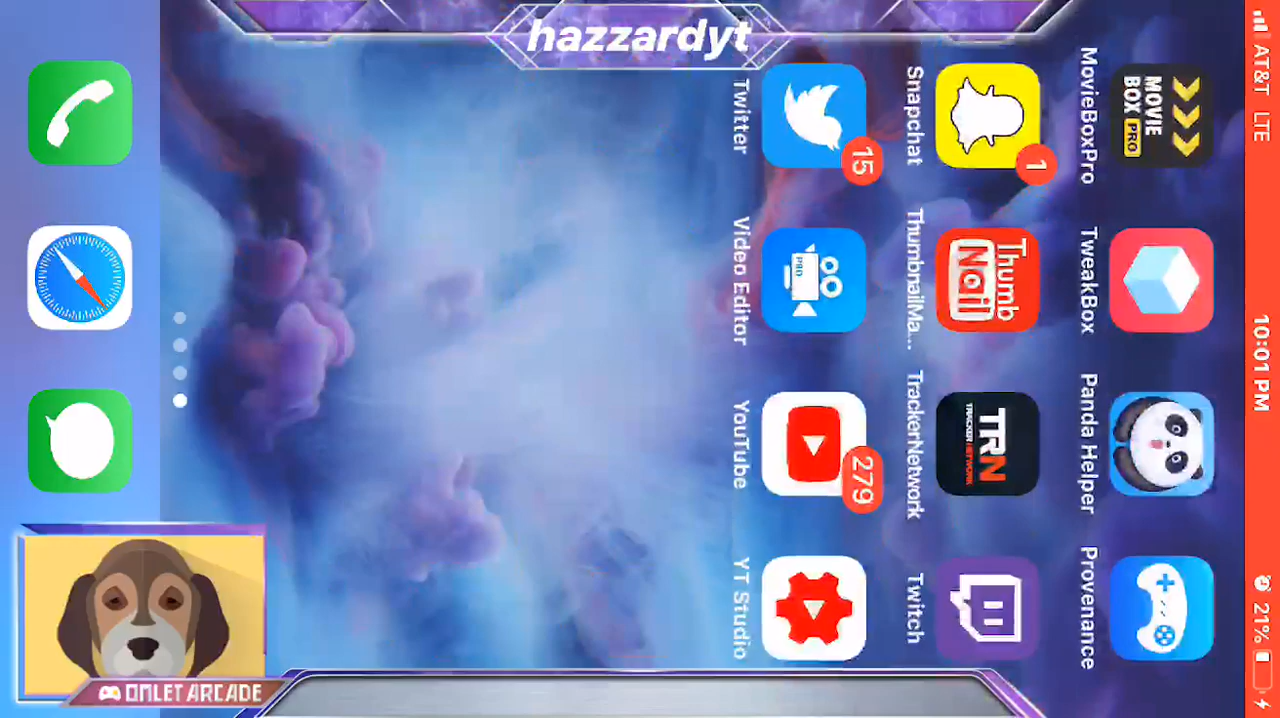 hazzardyt
AT&T LTE
10:01 PM
21%
MOVIE
BOX PRO
MovieBoxPro
TweakBox
Panda Helper
Provenance
1
Snapchat
Thumb
Nail
ThumbnailMa...
TRN
TRACKER NETWORK
TrackerNetwork
Twitch
15
Twitter
PRO
Video Editor
279
YouTube
YT Studio
OMLET ARCADE